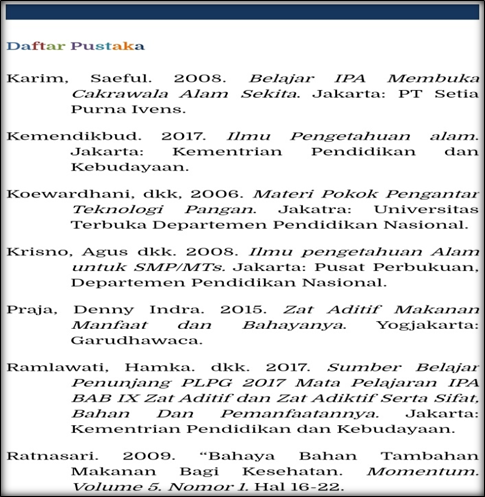 Daftar Pustaka
Karim, Saeful. 2008. Belajar IPA Membuka
Cakrawala Alam Sekita. Jakarta: PT Setia
Purna Ivens.
Kemendikbud. 2017. Ilmu Pengetahuan alam.
Jakarta: Kementrian Pendidikan dan
Kebudayaan.
Koewardhani, dkk, 2006. Materi Pokok Pengantar
Teknologi Pangan. Jakatra: Universitas
Terbuka Departemen Pendidikan Nasional.
Krisno, Agus dkk. 2008. Ilmu pengetahuan Alam
untuk SMP/MTs. Jakarta: Pusat Perbukuan,
Departemen Pendidikan Nasional.
Praja, Denny Indra. 2015. Zat Aditif Makanan
Manfaat dan Bahayanya. Yogjakarta:
Garudhawaca.
Ramlawati, Hamka. dkk. 2017. Sumber Belajar
Penunjang PLPG 2017 Mata Pelajaran IPA
BAB IX Zat Aditif dan Zat Adiktif Serta Sifat,
Bahan Dan Pemanfaatannya. Jakarta:
Kementrian Pendidikan dan Kebudayaan.
Ratnasari. 2009. “Bahaya Bahan Tambahan
Makanan Bagi Kesehatan. Momentum.
Volume 5. Nomor 1. Hal 16-22.